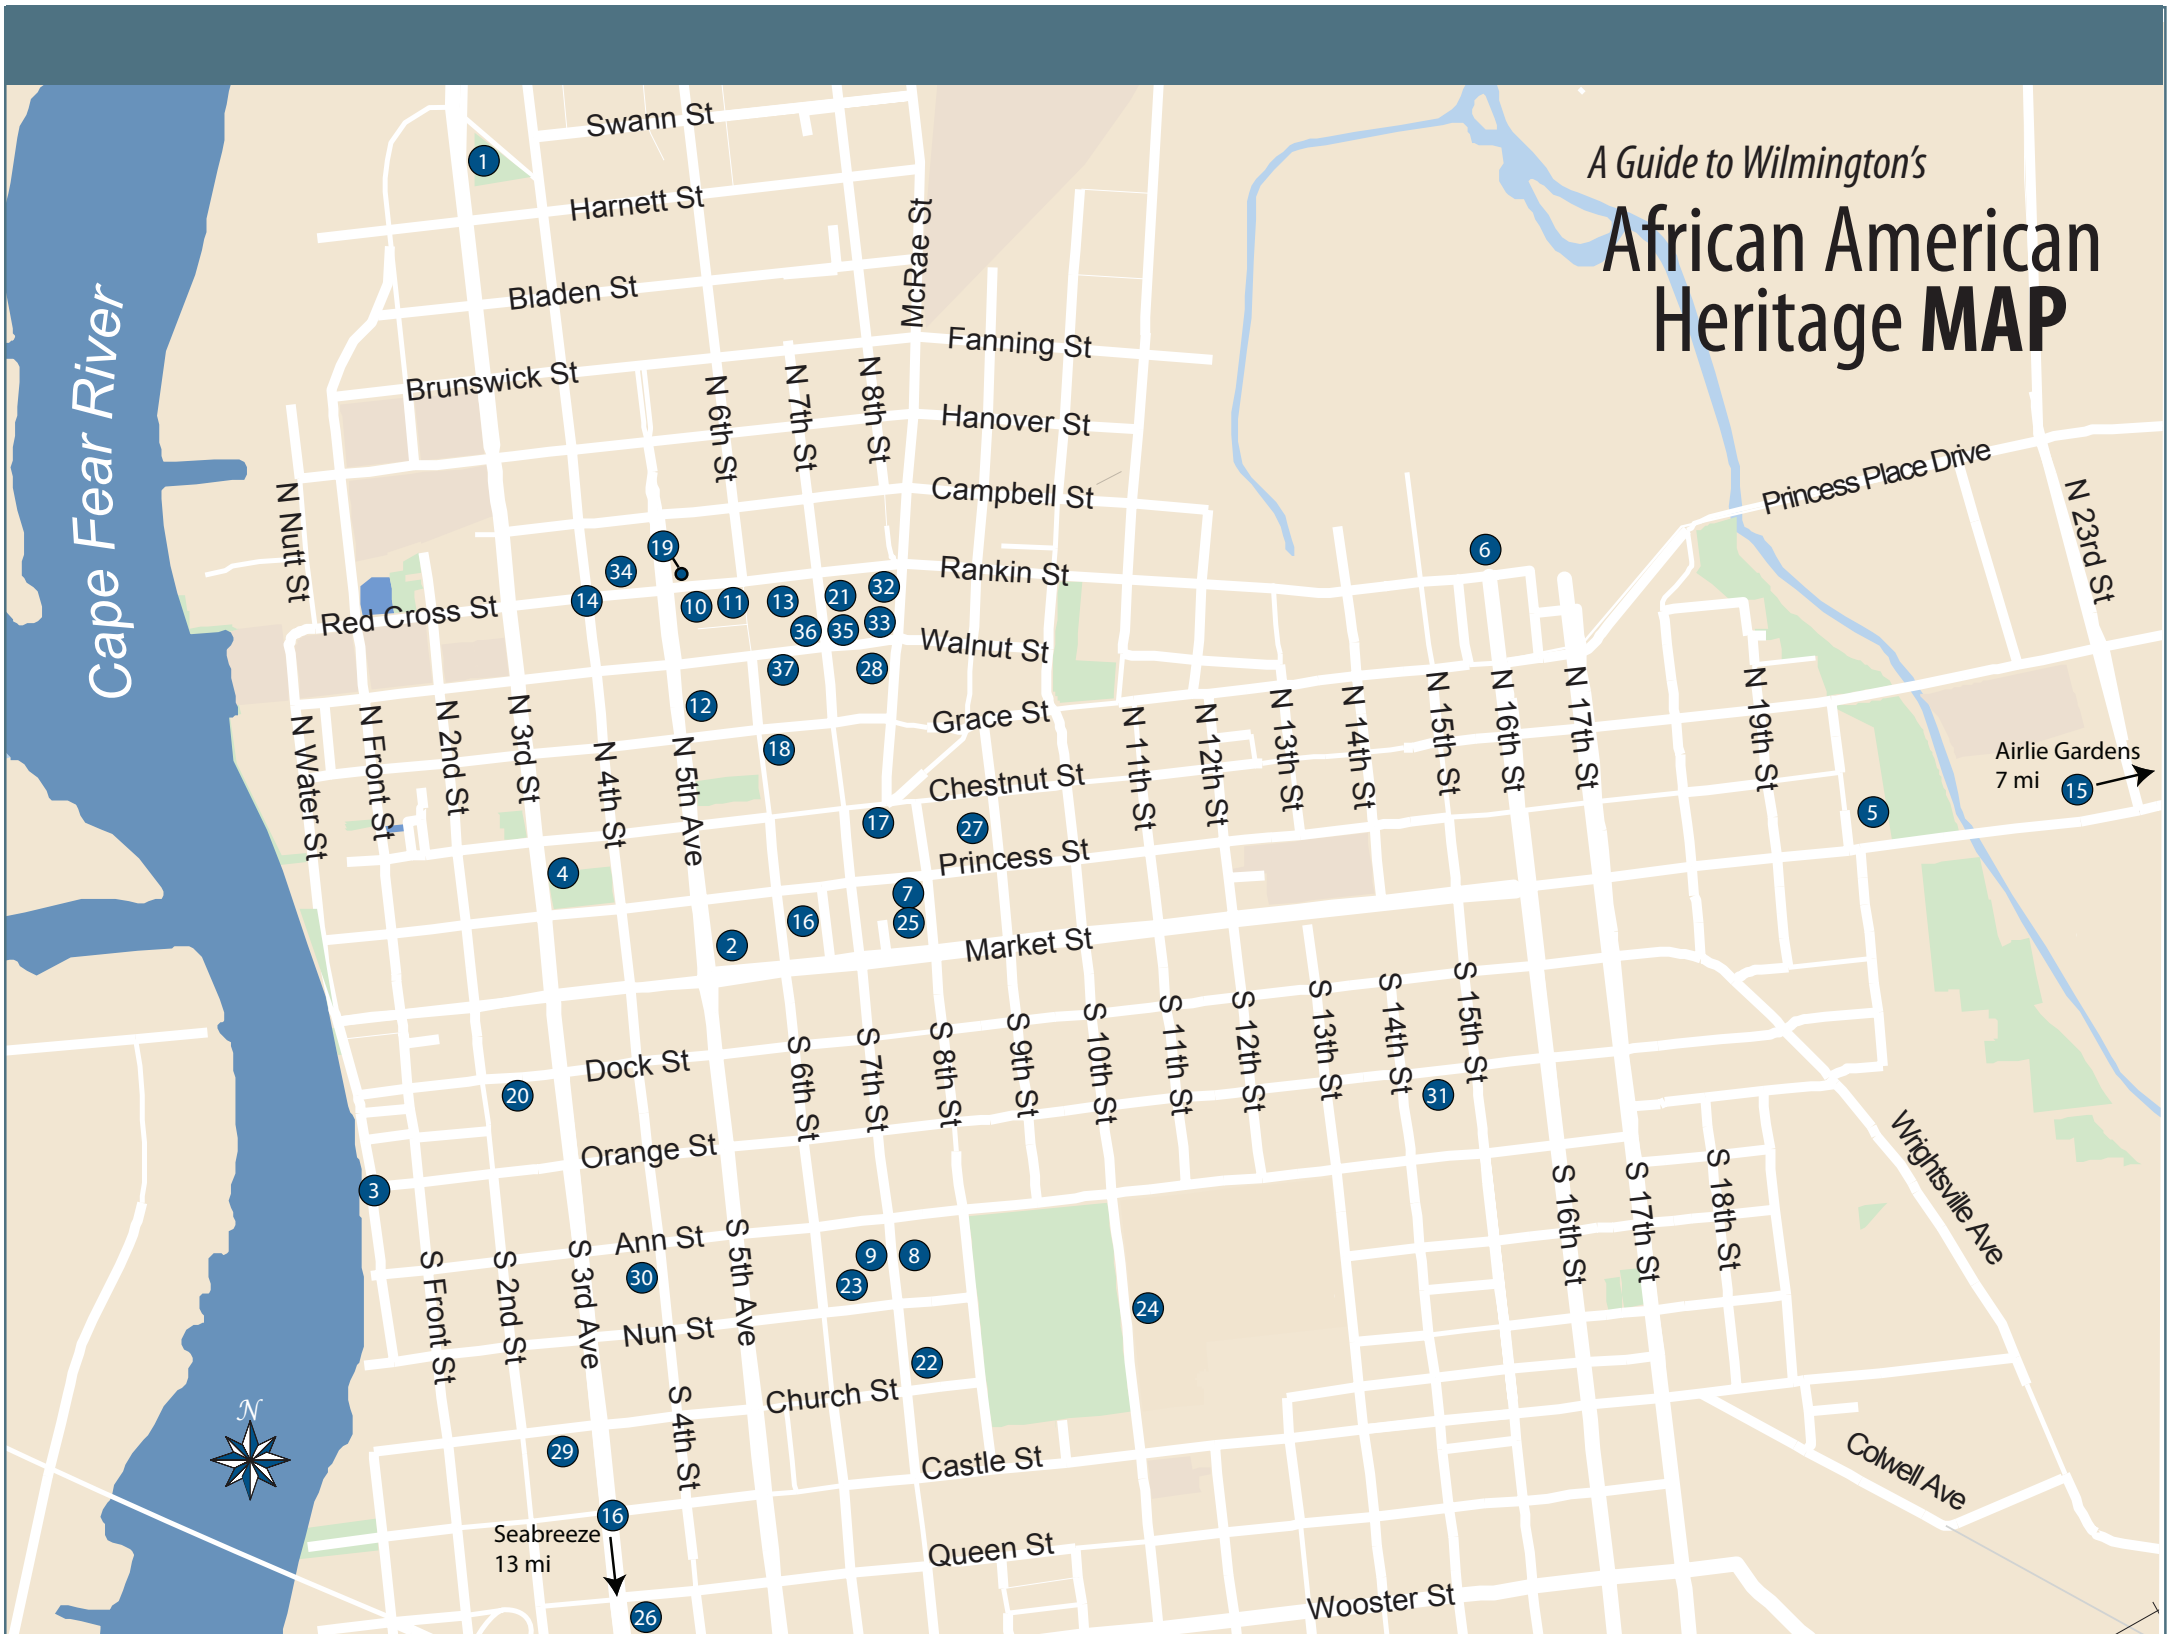 A Guide to Wilmington's
African American
Heritage MAP
Swann St
1
Harnett St
McRae St
Bladen St
Cape Fear River
Fanning St
Brunswick St
N 6th St
N 7th St
N 8th St
Hanover St
Campbell St
Princess Place Drive
N 23rd St
N Nutt St
19
34
6
Rankin St
14
10
11
13
21
32
Red Cross St
36
35
33
Walnut St
37
28
12
Grace St
N Water St
N Front St
N 2nd St
N 3rd St
N 4th St
N 5th Ave
18
N 11th St
N 12th St
N 13th St
N 14th St
N 15th St
N 16th St
N 17th St
N 19th St
Airlie Gardens
7 mi
15
Chestnut St
5
17
27
Princess St
4
7
16
25
2
Market St
Dock St
S 6th St
S 7th St
S 8th St
S 9th St
S 10th St
S 11th St
S 12th St
S 13th St
S 14th St
S 15th St
20
31
Orange St
3
Wrightsville Ave
S 16th St
S 17th St
S 18th St
Ann St
9
8
30
23
S Front St
S 2nd St
S 3rd Ave
S 5th Ave
24
Nun St
22
Church St
S 4th St
N
29
Castle St
Colwell Ave
16
Seabreeze
13 mi
Queen St
Wooster St
26